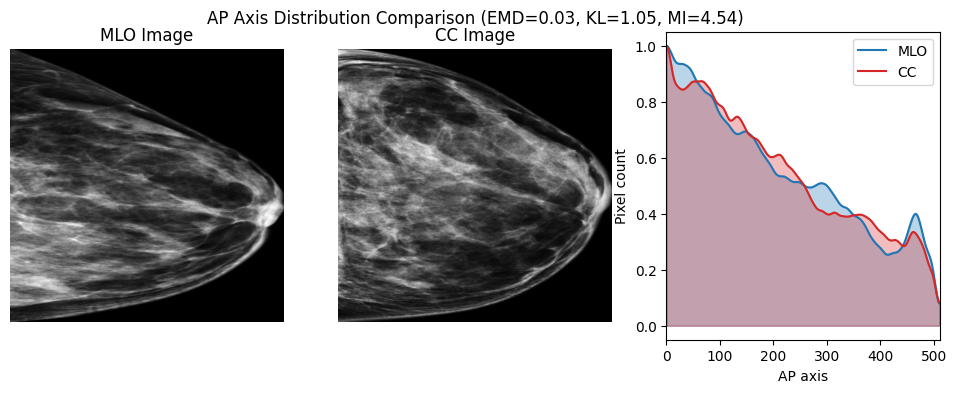 AP Axis Distribution Comparison (EMD=0.03, KL=1.05, MI=4.54)
MLO Image
CC Image
MLO
CC
Pixel count
1.0
0.8
0.6
0.4
0.2
0.0
0 100 200 300 400 500
AP axis